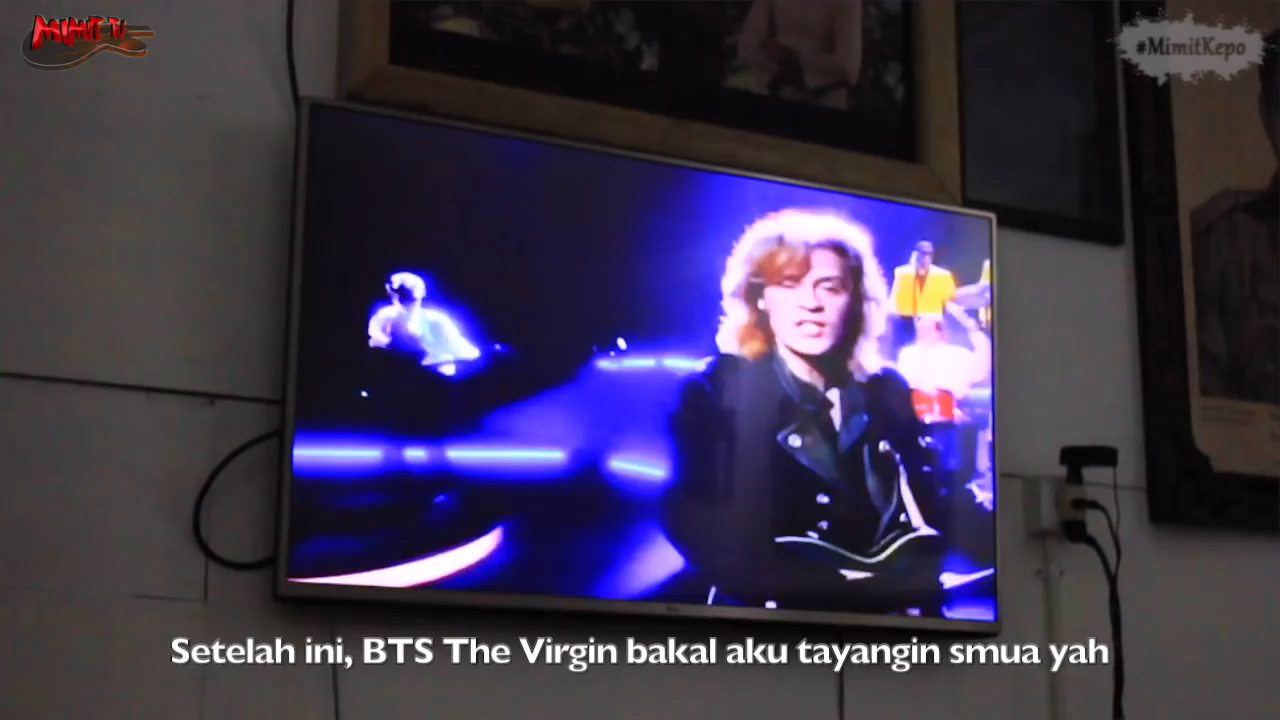 MIMIT TV
#MimitKepo
Setelah ini, BTS The Virgin bakal aku tayangin smua yah